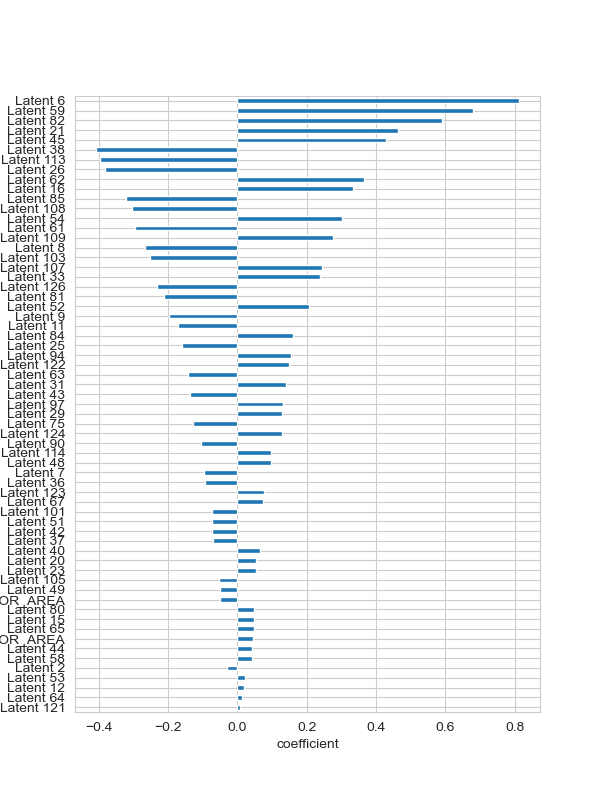 Latent 6
Latent 59
Latent 82
Latent 21
Latent 45
Latent 38
Latent 113
Latent 26
Latent 62
Latent 16
Latent 85
Latent 108
Latent 54
Latent 61
Latent 109
Latent 8
Latent 103
Latent 107
Latent 33
Latent 126
Latent 81
Latent 52
Latent 9
Latent 11
Latent 84
Latent 25
Latent 94
Latent 122
Latent 63
Latent 31
Latent 43
Latent 97
Latent 29
Latent 75
Latent 124
Latent 90
Latent 114
Latent 48
Latent 7
Latent 36
Latent 123
Latent 67
Latent 101
Latent 51
Latent 42
Latent 37
Latent 40
Latent 20
Latent 23
Latent 105
Latent 49
OR_AREA
Latent 80
Latent 15
Latent 65
OR_AREA
Latent 44
Latent 58
Latent 2
Latent 53
Latent 12
Latent 64
Latent 121
−0.4 −0.2 0.0 0.2 0.4 0.6 0.8
coefficient